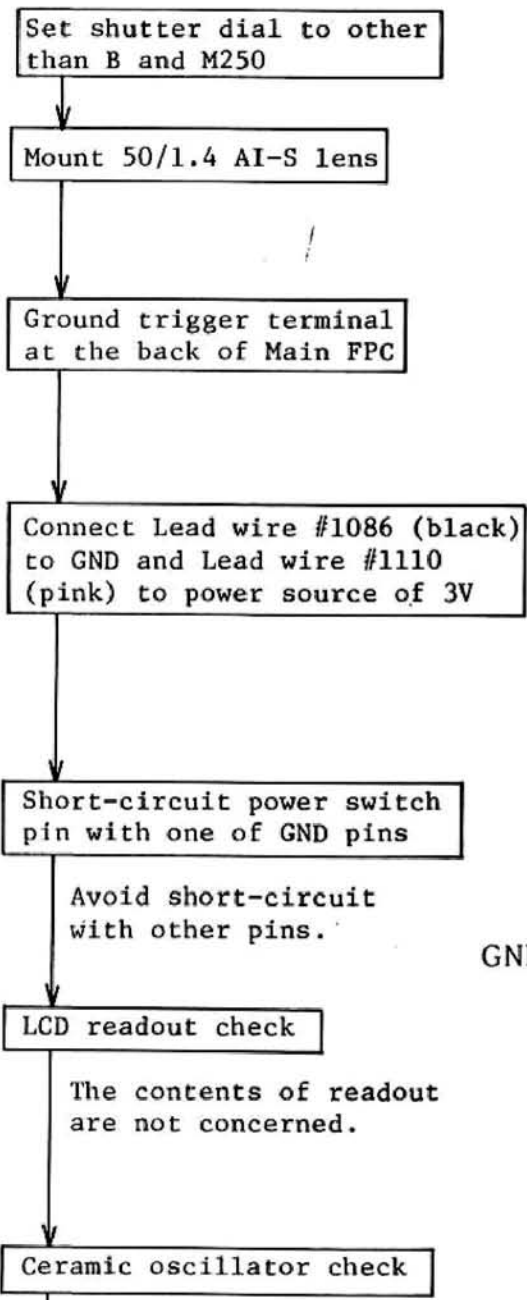 Set shutter dial to other
than B and M250
Mount 50/1.4 AI-S lens
Ground trigger terminal
at the back of Main FPC
Connect Lead wire #1086 (black)
to GND and Lead wire #1110
(pink) to power source of 3V
Short-circuit power switch
pin with one of GND pins
Avoid short-circuit
with other pins.
GN
LCD readout check
The contents of readout
are not concerned.
Ceramic oscillator check